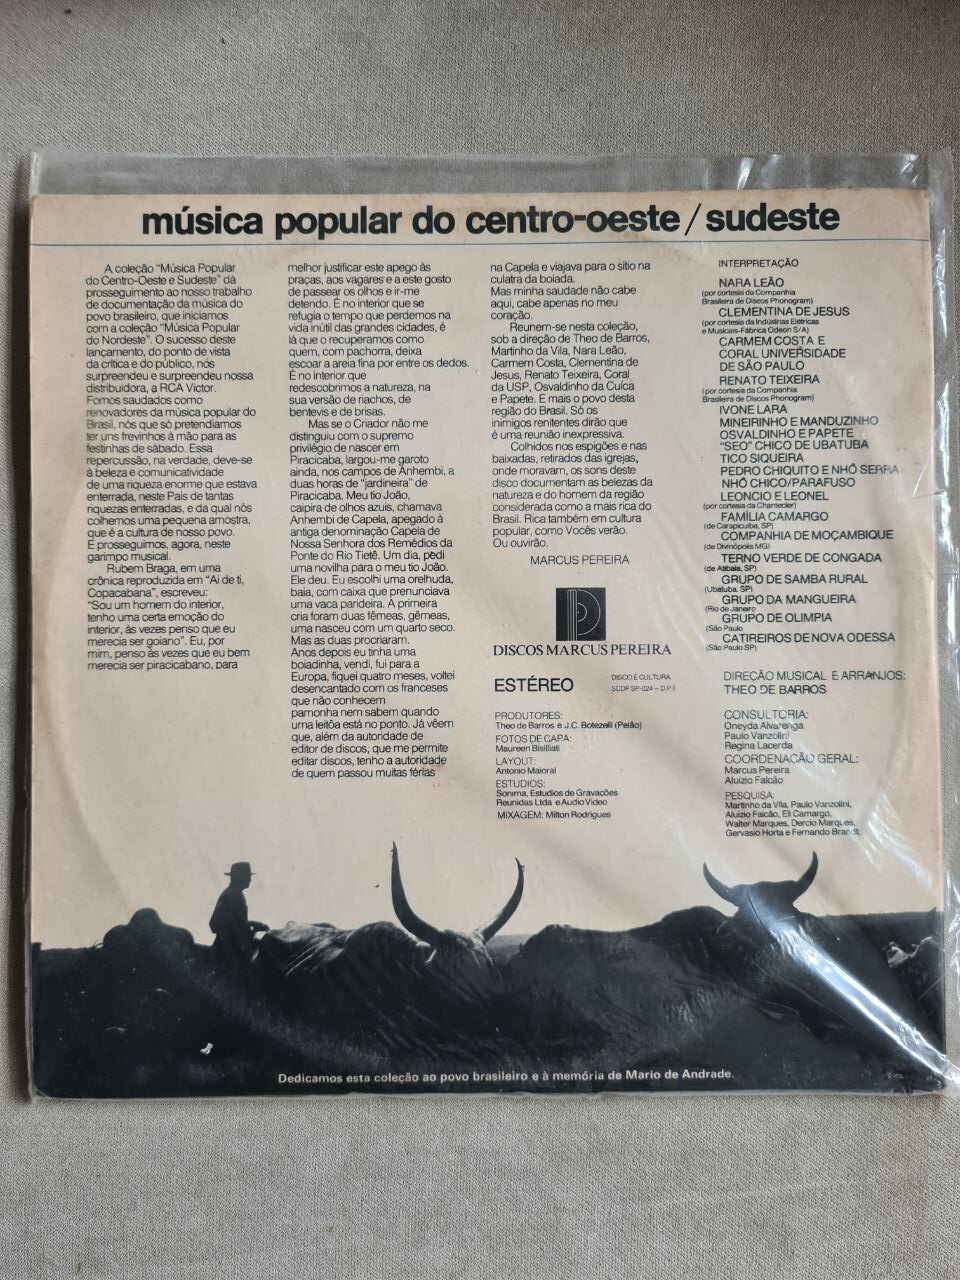 música popular do centro-oeste / sudeste
A coleção "Música Popular
do Centro-Oeste e Sudeste" dá
prosseguimento ao nosso trabalho
de documentação da música do
povo brasileiro, que iniciamos
com a coleção "Música Popular
do Nordeste". O sucesso deste
lançamento, do ponto de vista
da crítica e do público, nós
surpreendeu e surpreendeu nossa
distribuidora, a RCA Victor.
Fomos saudados como
renovadores da música popular do
Brasil, nós que só pretendíamos
ter uns frevinhos à mão para as
festinhas de sábado. Essa
repercussão, na verdade, deve-se
à beleza e comunicatividade
de uma riqueza enorme que estava
enterrada, neste País de tantas
riquezas enterradas, e da qual nós
colhemos uma pequena amostra,
que é a cultura de nosso povo.
E prosseguimos, agora, neste
garimpo musical.
Rubem Braga, em uma
crônica reproduzida em "Ai de ti,
Copacabana", escreveu:
"Sou um homem do interior,
tenho uma certa emoção do
interior, às vezes penso que eu
merecia ser goiano". Eu, por
mim, penso às vezes que eu bem
merecia ser piracicabano, para
melhor justificar este apego às
praças, aos vagares e a este gosto
de passear os olhos e ir-me
detendo. É no interior que se
refugia o tempo que perdemos na
vida inútil das grandes cidades, é
lá que o recuperamos como
quem, com pachorra, deixa
escoar a areia fina por entre os dedos.
É no interior que
redescobrimos a natureza, na
sua versão de riachos, de
bentevis e de brisas.
Mas se o Criador não me
distinguiu com o supremo
privilégio de nascer em
Piracicaba, largou-me garoto
ainda, nos campos de Anhembi, a
duas horas de "jardineira" de
Piracicaba. Meu tio João,
caipira de olhos azuis, chamava
Anhembi de Capela, apegado à
antiga denominação Capela de
Nossa Senhora dos Remédios da
Ponte do Rio Tietê. Um dia, pedi
uma novilha para o meu tio João.
Ele deu. Eu escolhi uma orelhuda,
baia, com caixa que prenunciava
uma vaca parideira. A primeira
cria foram duas fêmeas, gêmeas,
uma nasceu com um quarto seco.
Mas as duas procriaram.
Anos depois eu tinha uma
boiadinha, vendi, fui para a
Europa, fiquei quatro meses, voltei
desencantado com os franceses
que não conhecem
pamonha nem sabem quando
uma leitôa está no ponto. Já vêem
que, além da autoridade de
editor de discos, que me permite
editar discos, tenho a autoridade
de quem passou muitas férias
na Capela e viajava para o sítio na
culatra da boiada.
Mas minha saudade não cabe
aqui, cabe apenas no meu
coração.
Reunem-se nesta coleção,
sob a direção de Theo de Barros,
Martinho da Vila, Nara Leão,
Carmem Costa, Clementina de
Jesus, Renato Teixeira, Coral
da USP, Osvaldinho da Cuíca
e Papete. E mais o povo desta
região do Brasil. Só os
inimigos renitentes dirão que
é uma reunião inexpressiva.
Colhidos nos espigões e nas
baixadas, retirados das igrejas,
onde moravam, os sons deste
disco documentam as belezas da
natureza e do homem da região
considerada como a mais rica do
Brasil. Rica também em cultura
popular, como Vocês verão.
Ou ouvirão.
MARCUS PEREIRA
DISCOS MARCUS PEREIRA
ESTÉREO
DISCO É CULTURA
SCDP SP-024 - D.P.F
PRODUTORES:
Theo de Barros e J.C. Botezelli (Pelão)
FOTOS DE CAPA:
Maureen Bisilliat
LAYOUT:
Antonio Maioral
ESTUDIOS:
Sonima, Estudios de Gravações
Reunidas Ltda e Audio Video
MIXAGEM: Milton Rodrigues
INTERPRETAÇÃO
NARA LEÃO
(por cortesia da Companhia
Brasileira de Discos Phonogram)
CLEMENTINA DE JESUS
(por cortesia da Indústrias Elétricas
e Musicais-Fábrica Odeon S/A)
CARMEM COSTA E
CORAL UNIVERSIDADE
DE SÃO PAULO
RENATO TEIXEIRA
(por cortesia da Companhia
Brasileira de Discos Phonogram)
IVONE LARA
MINEIRINHO E MANDUZINHO
OSVALDINHO E PAPETE
"SEO" CHICO DE UBATUBA
TICO SIQUEIRA
PEDRO CHIQUITO E NHÔ SERRA
NHÔ CHICO/PARAFUSO
LEONCIO E LEONEL
(por cortesia da Chantecler)
FAMÍLIA CAMARGO
(de Carapicuíba, SP)
COMPANHIA DE MOÇAMBIQUE
(de Divinópolis MG)
TERNO VERDE DE CONGADA
(de Atibaia, SP)
GRUPO DE SAMBA RURAL
(Ubatuba, SP)
GRUPO DA MANGUEIRA
(Rio de Janeiro
GRUPO DE OLIMPIA
(São Paulo
CATIREIROS DE NOVA ODESSA
(São Paulo SP)
DIREÇÃO MUSICAL E ARRANJOS:
THEO DE BARROS
CONSULTORIA:
Oneyda Alvarenga
Paulo Vanzolini
Regina Lacerda
COORDENAÇÃO GERAL:
Marcus Pereira
Aluizio Falcão
PESQUISA:
Martinho da Vila, Paulo Vanzolini,
Aluizio Falcão, Eli Camargo,
Walter Marques, Dercio Marques,
Gervasio Horta e Fernando Brandt.
Dedicamos esta coleção ao povo brasileiro e à memória de Mario de Andrade.